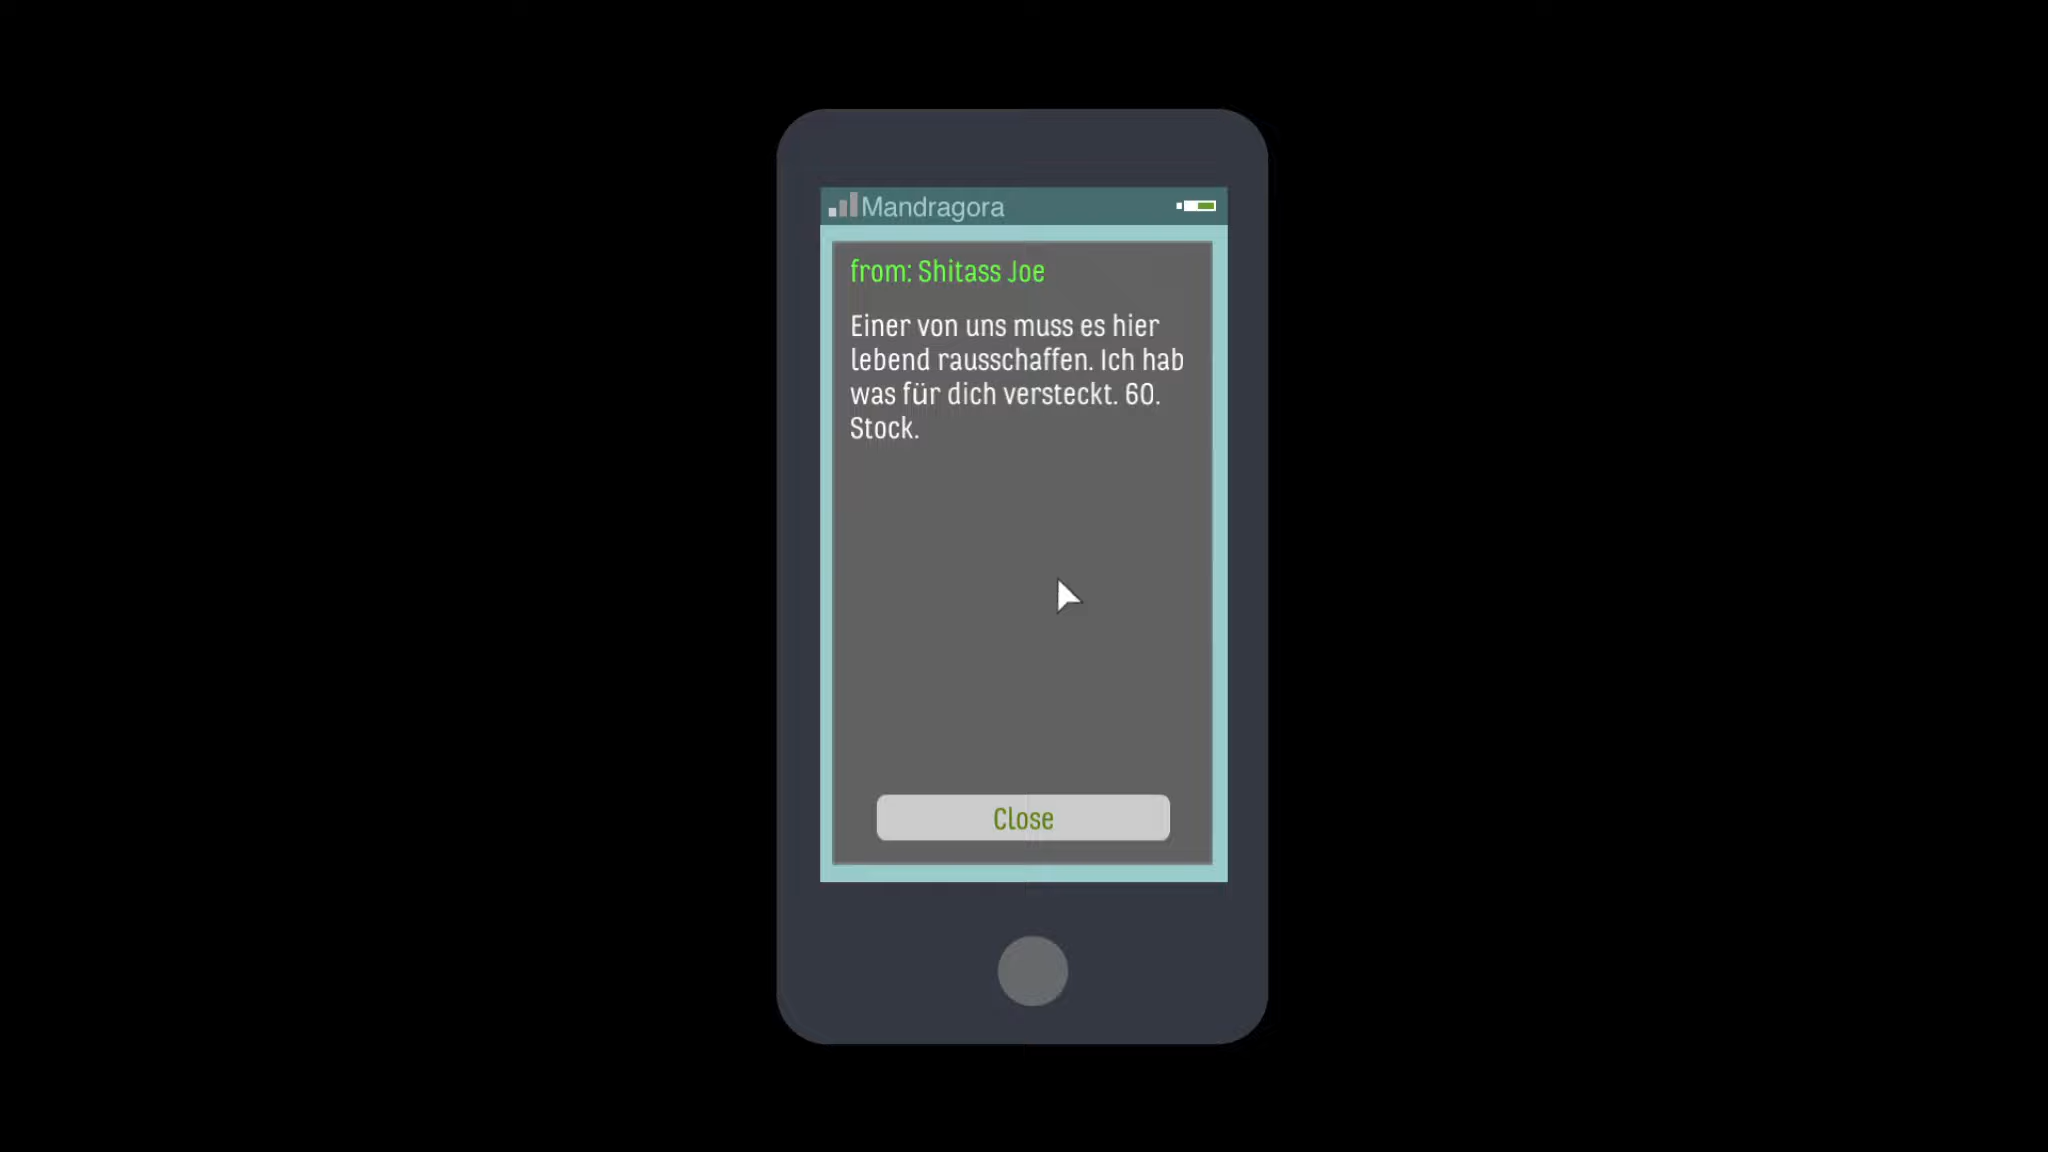 Mandragora
from: Shitass Joe
Einer von uns muss es hier
lebend rausschaffen. Ich hab
was für dich versteckt. 60.
Stock.
Close